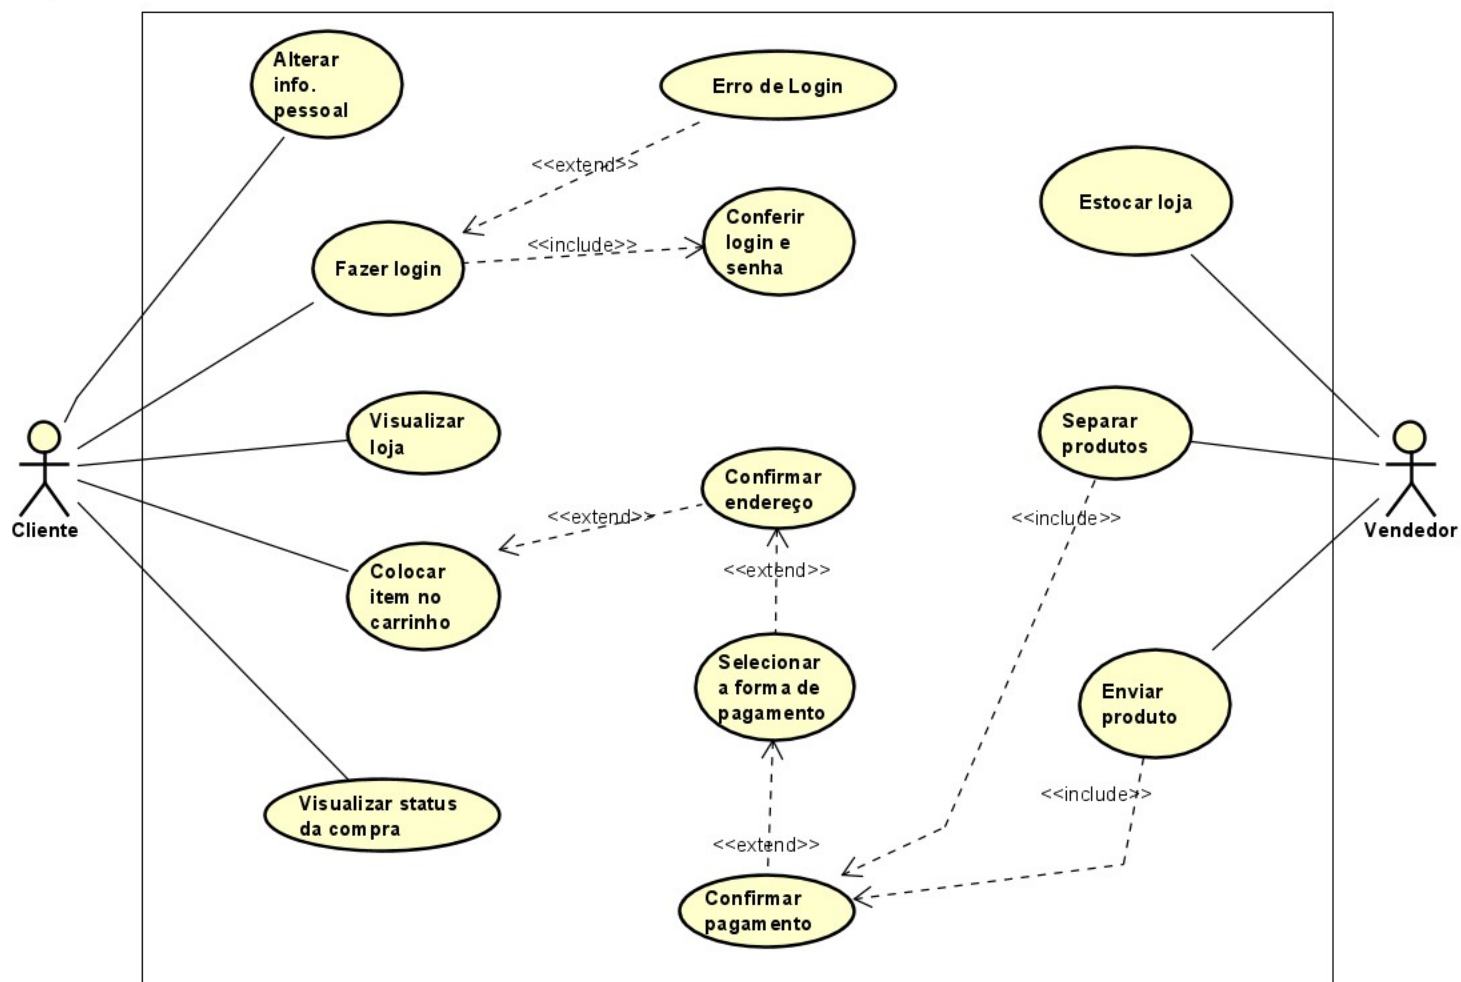 Alterar
info.
pessoal
Erro de Login
<<extend>>
Estocar loja
Conferir
login e
senha
<<include>>
Fazer login
Visualizar
loja
Separar
produtos
Confirmar
endereço
<<extend>>
<<include>>
Cliente
Vendedor
Colocar
item no
carrinho
<<extend>>
Selecionar
a forma de
pagamento
Enviar
produto
<<include>>
Visualizar status
da compra
<<extend>>
Confirmar
pagamento